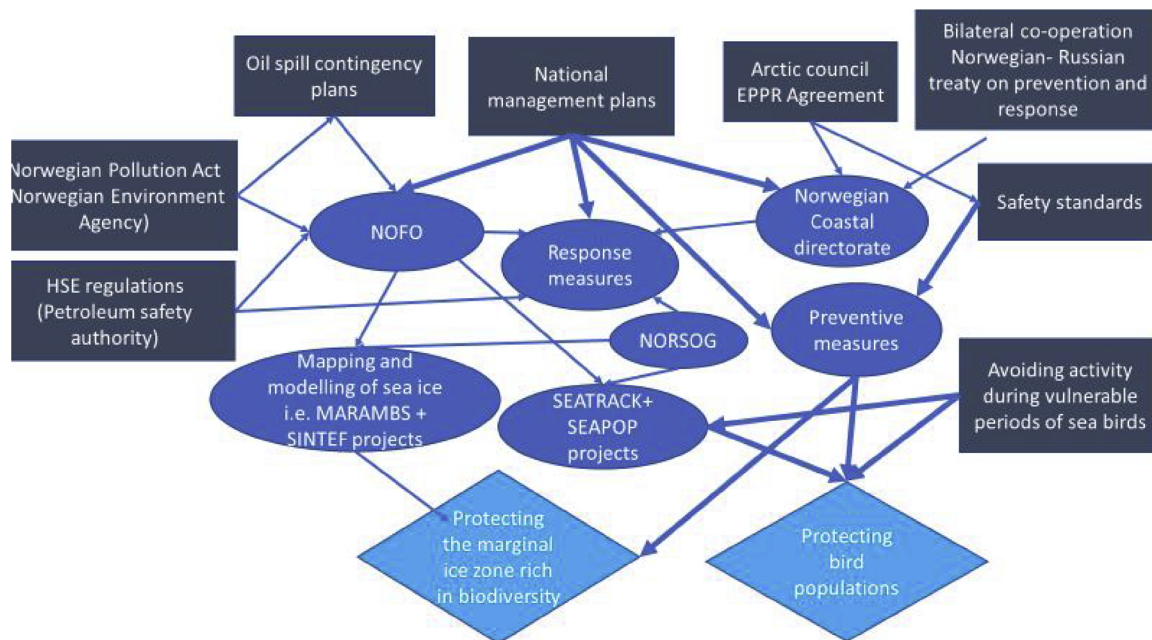 Oil spill contingency
plans
National
management plans
Arctic council
EPPR Agreement
Bilateral co-operation
Norwegian- Russian
treaty on prevention and
response
Norwegian Pollution Act
Norwegian Environment
Agency)
NOFO
Response
measures
Norwegian
Coastal
directorate
Safety standards
HSE regulations
(Petroleum safety
authority)
NORSOG
Preventive
measures
Mapping and
modelling of sea ice
i.e. MARAMBS +
SINTEF projects
SEATRACK+
SEAPOP
projects
Avoiding activity
during vulnerable
periods of sea birds
Protecting
the marginal
ice zone rich
in biodiversity
Protecting
bird
populations